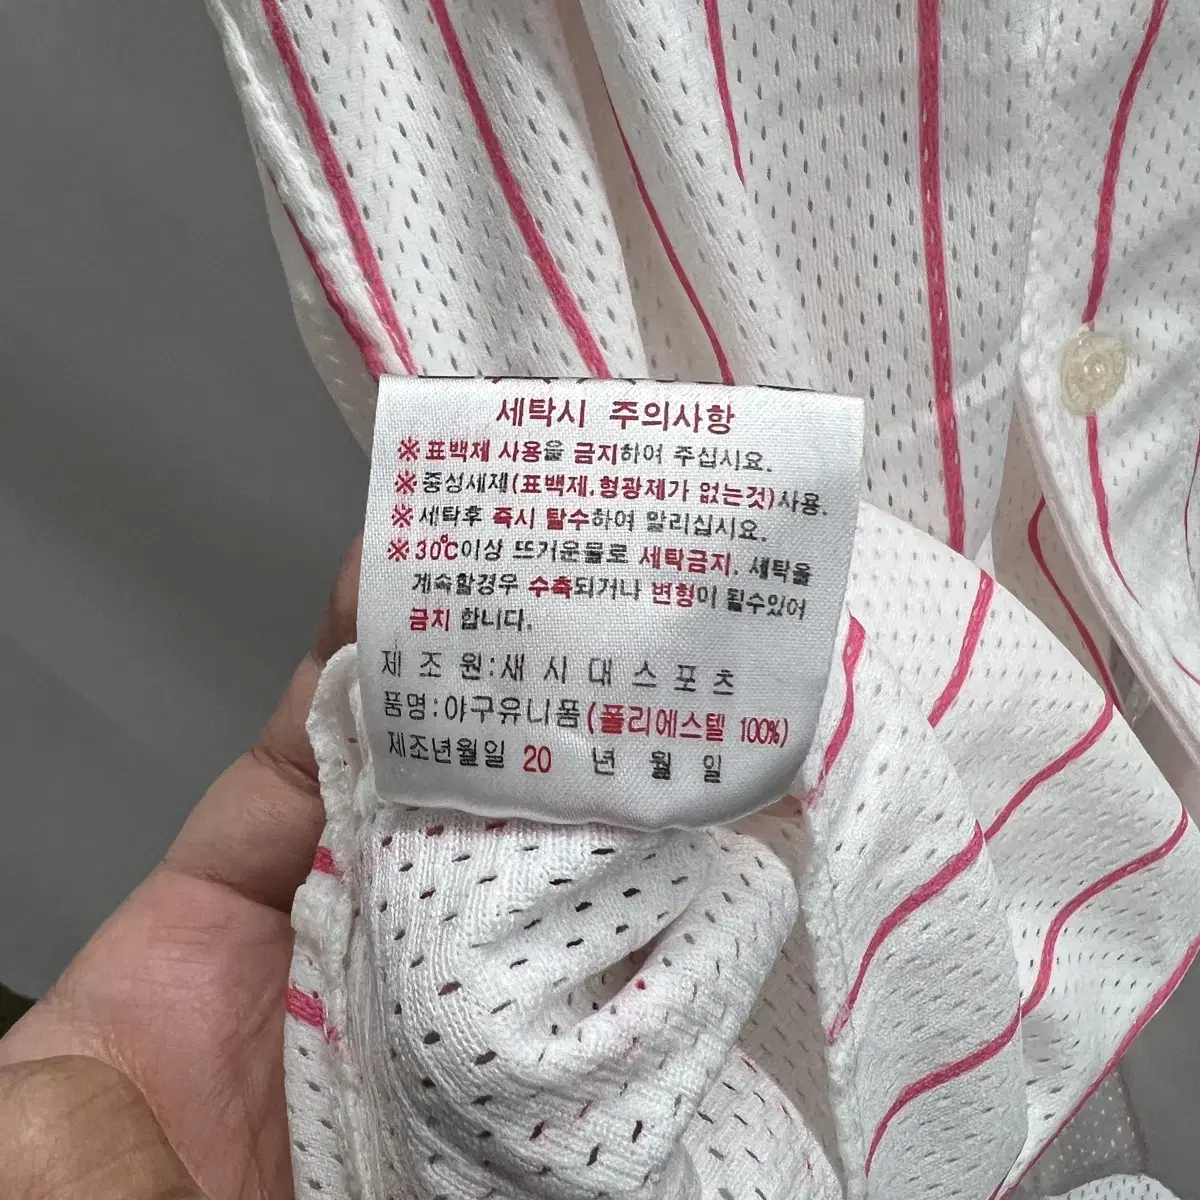 세탁시 주의사항
※표백제 사용을 금지하여 주십시요.
※중성세제(표백제.형광제가 없는것)사용.
※세탁후 즉시 탈수하여 말리십시요.
※30℃이상 뜨거운물로 세탁금지. 세탁을
계속할경우 수축되거나 변형이 될수있어
금지 합니다.
제 조 원:새 시 대 스 포 츠
품명:야구유니폼(폴리에스텔 100%)
제조년월일 20 년 월 일